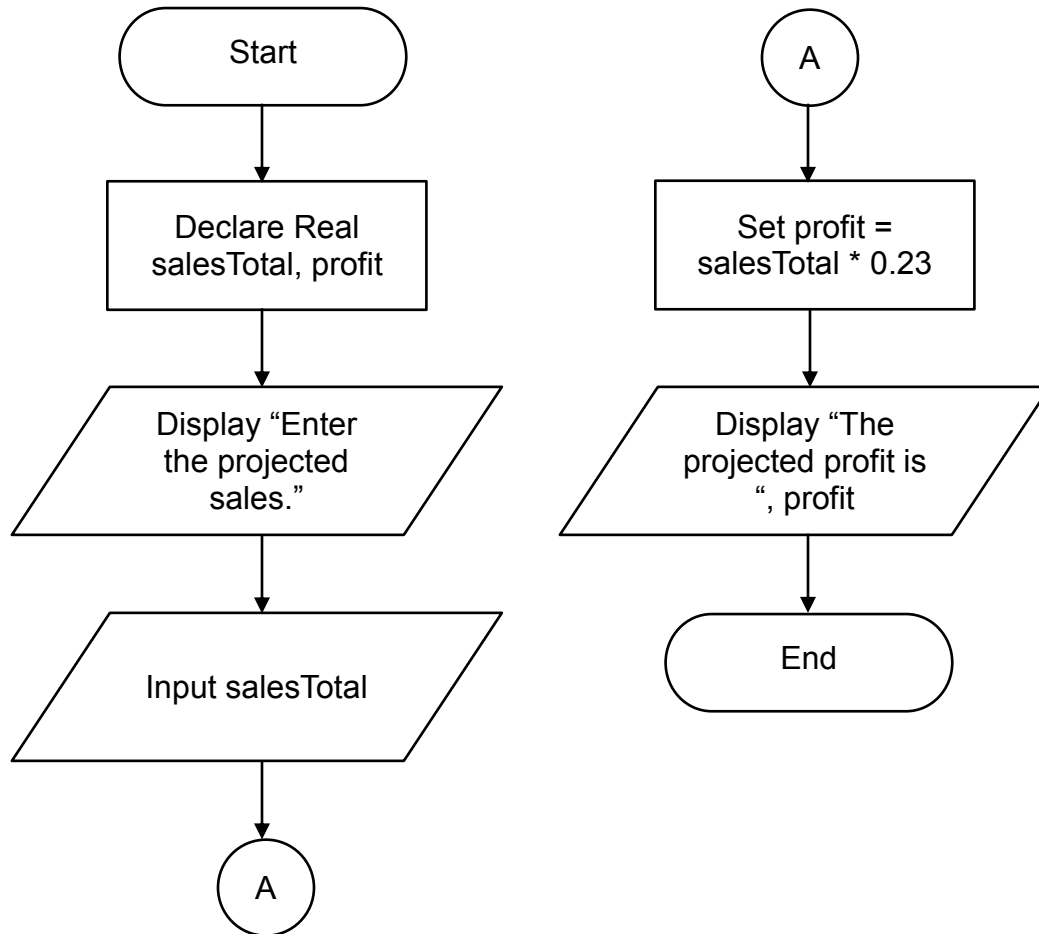 Start
Declare Real
salesTotal, profit
Display “Enter
the projected
sales.”
Input salesTotal
A
A
Set profit =
salesTotal * 0.23
Display “The
projected profit is
“, profit
End